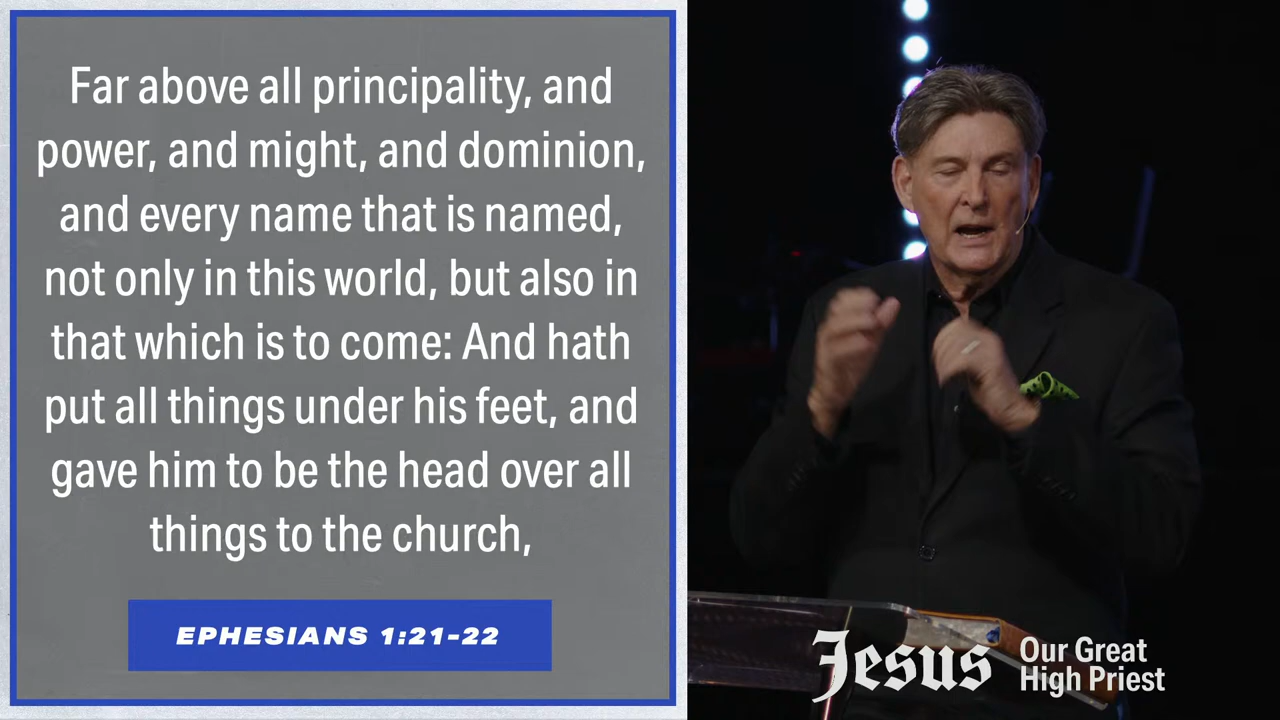 Far above all principality, and
power, and might, and dominion,
and every name that is named,
not only in this world, but also in
that which is to come: And hath
put all things under his feet, and
gave him to be the head over all
things to the church,
EPHESIANS 1:21-22
Jesus
Our Great
High Priest